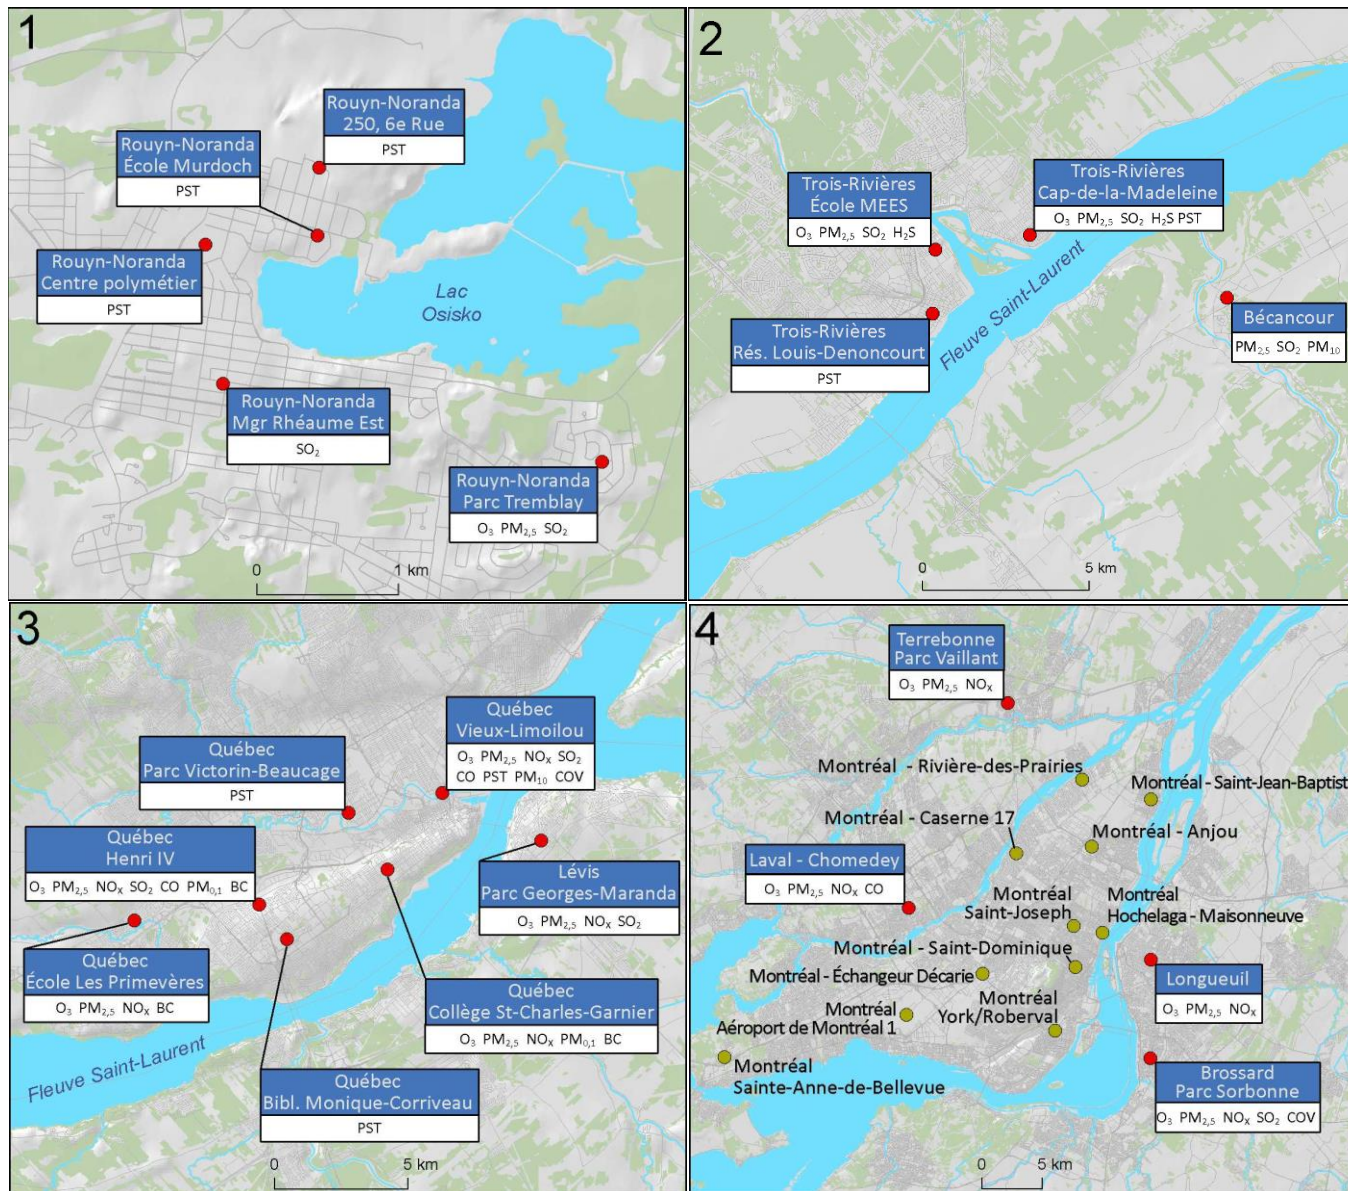 1
Rouyn-Noranda
250, 6e Rue
PST
Rouyn-Noranda
École Murdoch
PST
Rouyn-Noranda
Centre polymétier
PST
Lac
Osisko
Rouyn-Noranda
Mgr Rhéaume Est
SO₂
Rouyn-Noranda
Parc Tremblay
O₃ PM₂,₅ SO₂
0 1 km
2
Trois-Rivières
École MEES
O₃ PM₂,₅ SO₂ H₂S
Trois-Rivières
Cap-de-la-Madeleine
O₃ PM₂,₅ SO₂ H₂S PST
Trois-Rivières
Rés. Louis-Denoncourt
PST
Fleuve Saint-Laurent
Bécancour
PM₂,₅ SO₂ PM₁₀
0 5 km
3
Québec
Vieux-Limoilou
O₃ PM₂,₅ NOₓ SO₂
CO PST PM₁₀ COV
Québec
Parc Victorin-Beaucage
PST
Québec
Henri IV
O₃ PM₂,₅ NOₓ SO₂ CO PM₀,₁ BC
Lévis
Parc Georges-Maranda
O₃ PM₂,₅ NOₓ SO₂
Québec
École Les Primevères
O₃ PM₂,₅ NOₓ BC
Québec
Collège St-Charles-Garnier
O₃ PM₂,₅ NOₓ PM₀,₁ BC
Fleuve Saint-Laurent
Québec
Bibl. Monique-Corriveau
PST
0 5 km
4
Terrebonne
Parc Vaillant
O₃ PM₂,₅ NOₓ
Montréal - Rivière-des-Prairies
Montréal - Saint-Jean-Baptist
Montréal - Caserne 17
Montréal - Anjou
Laval - Chomedey
O₃ PM₂,₅ NOₓ CO
Montréal
Saint-Joseph
Montréal
Hochelaga - Maisonneuve
Montréal - Saint-Dominique
Montréal - Échangeur Décarie
Longueuil
O₃ PM₂,₅ NOₓ
Montréal
Aéroport de Montréal 1
Montréal
York/Roberval
Montréal
Sainte-Anne-de-Bellevue
Brossard
Parc Sorbonne
O₃ PM₂,₅ NOₓ SO₂ COV
0 5 km